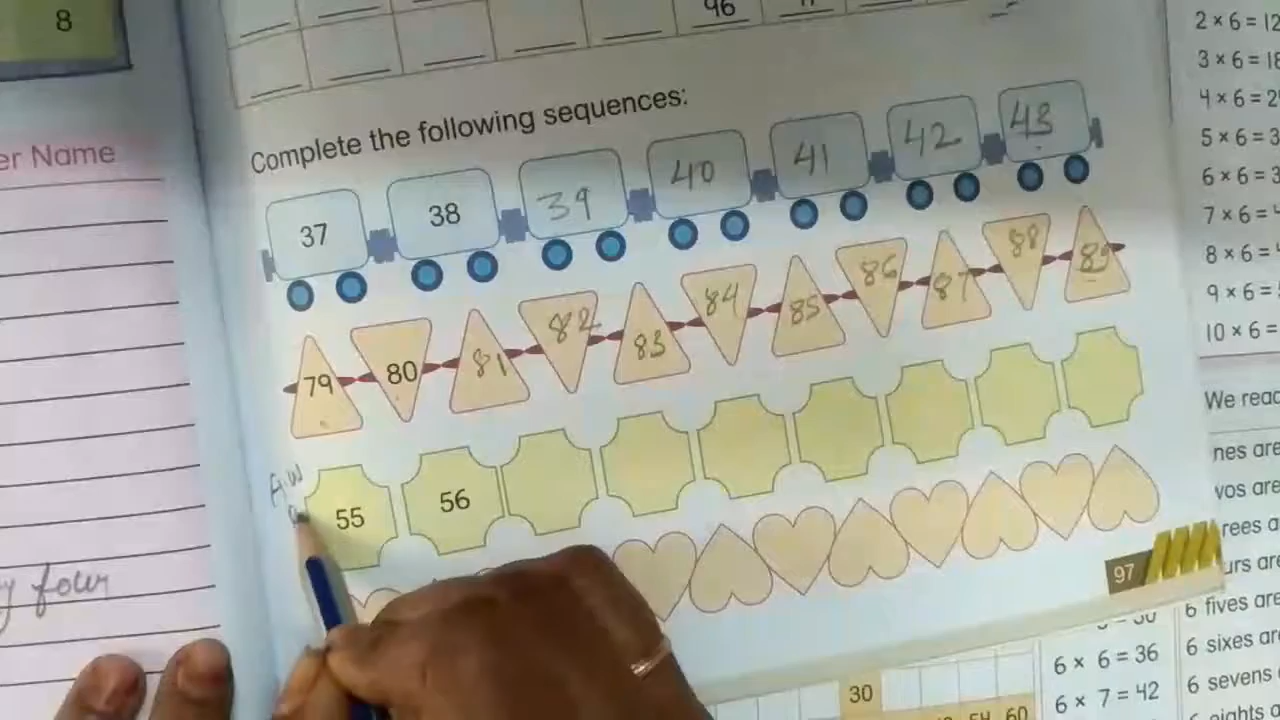 8
er Name
y four
96
Complete the following sequences:
37 38 39 40 41 42 43
79 80 81 82 83 84 85 86 87 88 89
55 56
97
2 × 6 = 12
3 × 6 = 18
4 × 6 = 2
5 × 6 = 3
6 × 6 = 3
7 × 6 =
8 × 6 =
9 × 6 =
10 × 6 =
We read
nes are
vos are
rees a
urs are
6 fives are
6 sixes are
6 sevens
6 × 6 = 36
6 × 7 = 42
30
54 60